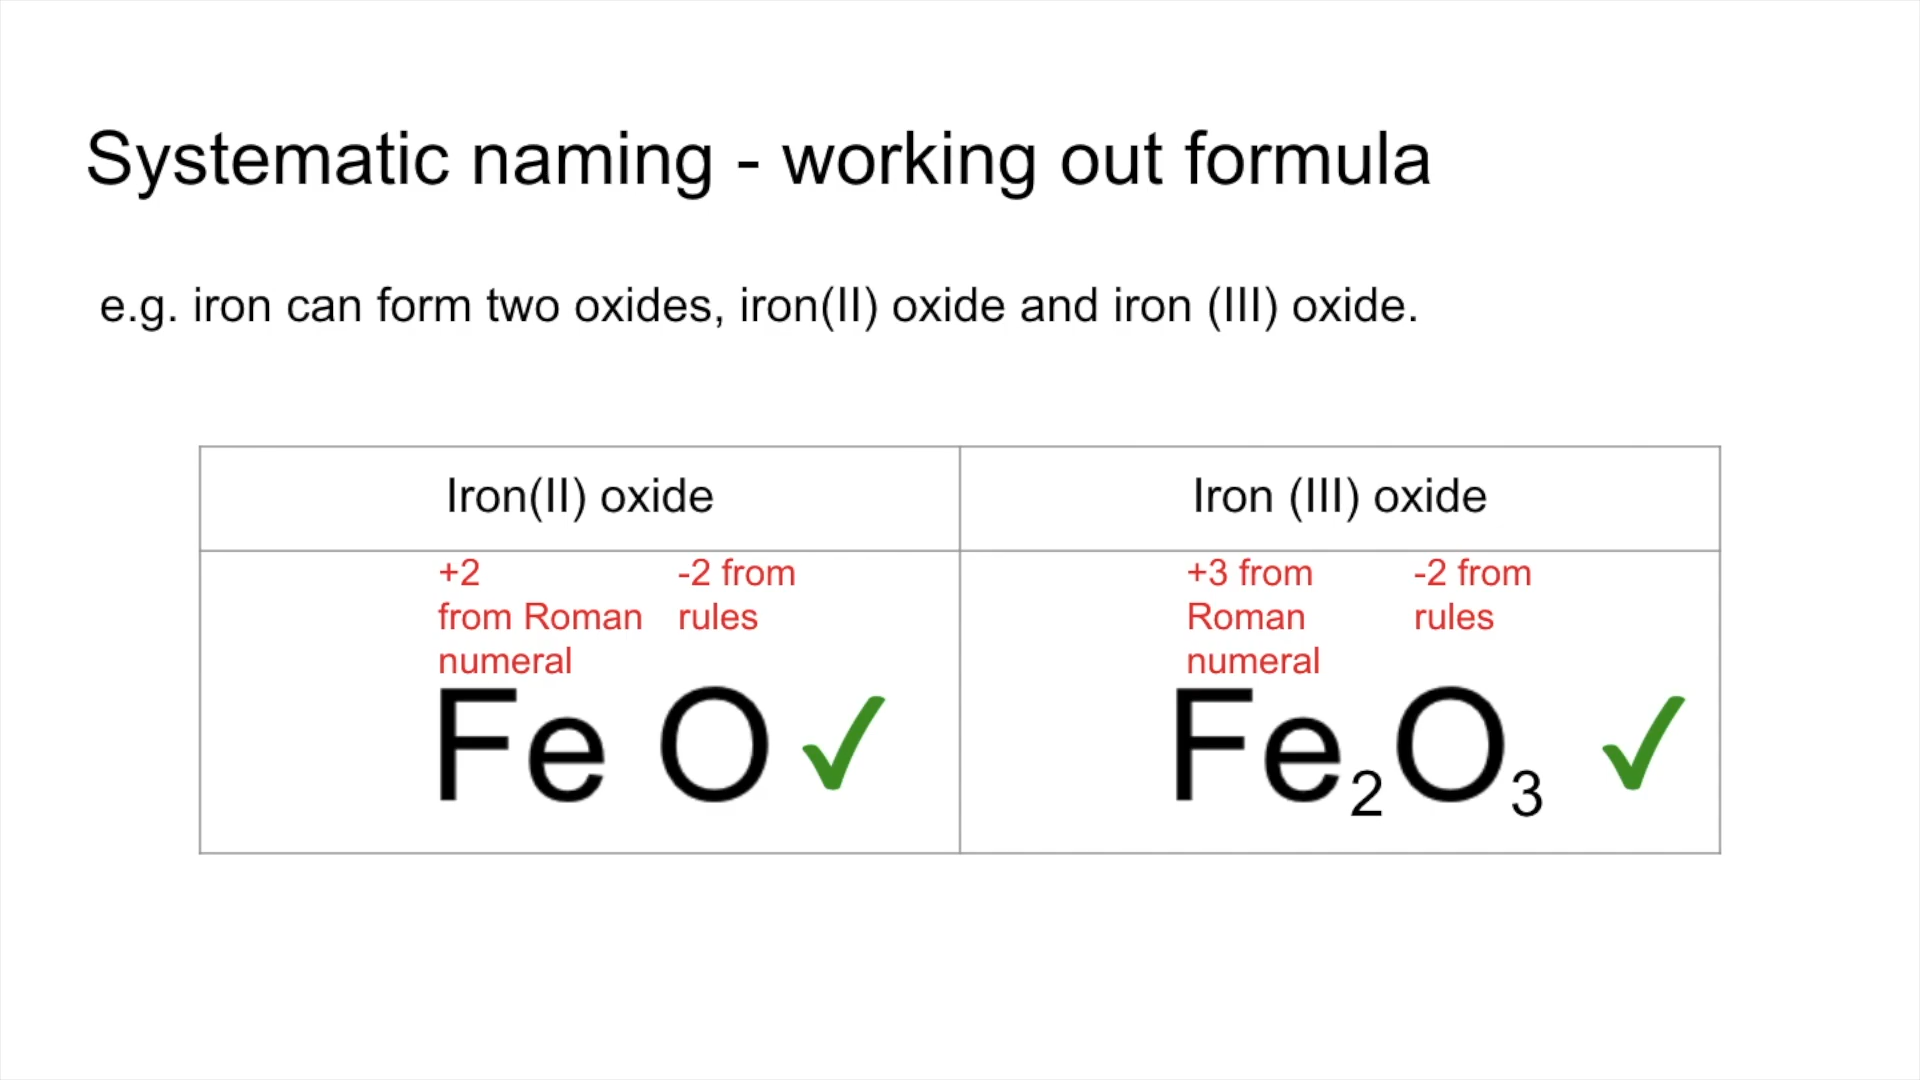 Systematic naming - working out formula
e.g. iron can form two oxides, iron(II) oxide and iron (III) oxide.
Iron(II) oxide
Iron (III) oxide
+2
from Roman
numeral
-2 from
rules
Fe O ✓
+3 from
Roman
numeral
-2 from
rules
Fe₂O₃ ✓